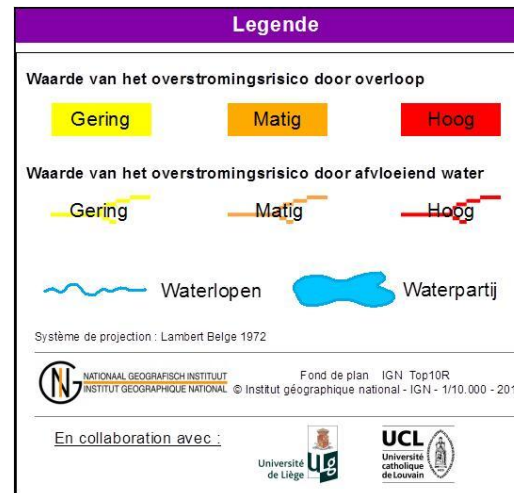 Legende
Waarde van het overstromingsrisico door overloop
Gering Matig Hoog
Waarde van het overstromingsrisico door afvloeiend water
Gering Matig Hoog
Waterlopen Waterpartij
Système de projection : Lambert Belge 1972
NATIONAAL GEOGRAFISCH INSTITUUT
INSTITUT GEOGRAPHIQUE NATIONAL
Fond de plan IGN Top10R
© Institut géographique national - IGN - 1/10.000 - 201
En collaboration avec :
Université
de Liège
ULg
UCL
Université
catholique
de Louvain